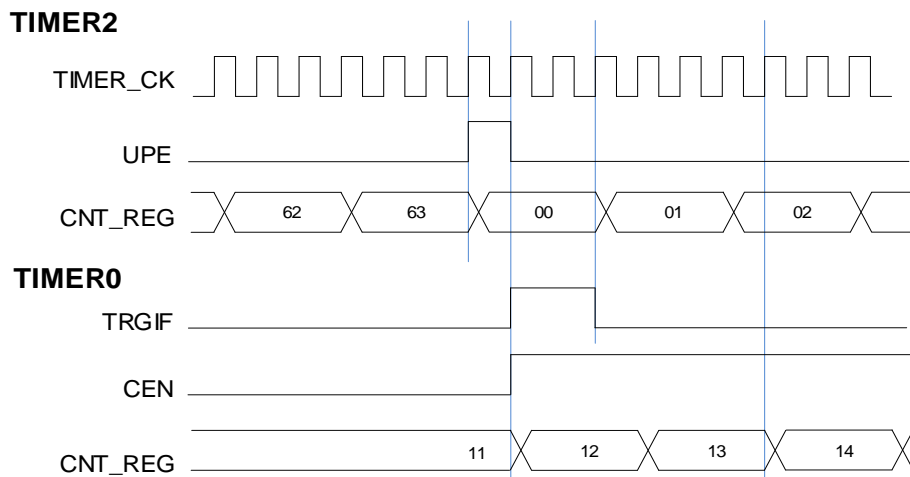 TIMER2
TIMER_CK
UPE
CNT_REG 62 63 00 01 02
TIMER0
TRGIF
CEN
CNT_REG 11 12 13 14